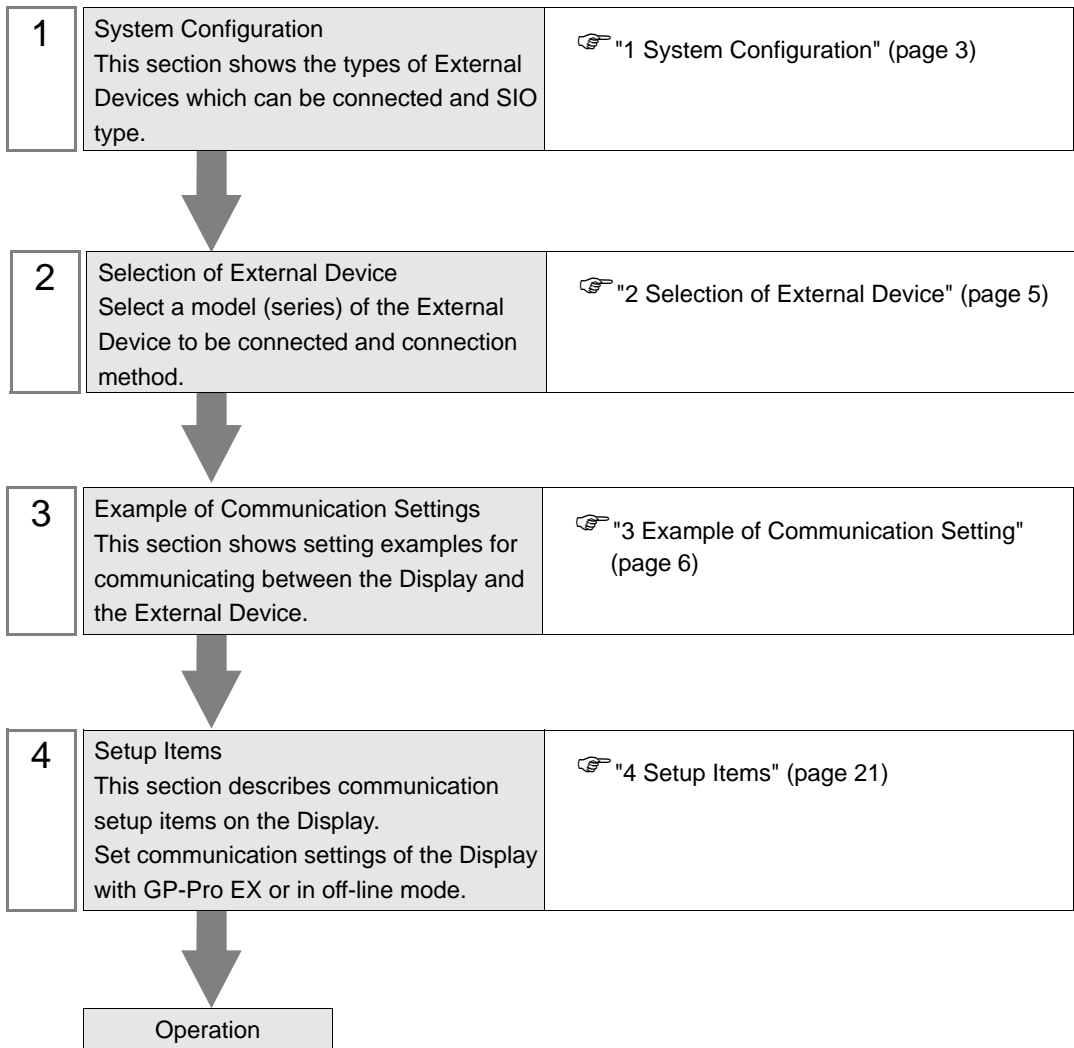 1
System Configuration
This section shows the types of External
Devices which can be connected and SIO
type.
"1 System Configuration" (page 3)
2
Selection of External Device
Select a model (series) of the External
Device to be connected and connection
method.
"2 Selection of External Device" (page 5)
3
Example of Communication Settings
This section shows setting examples for
communicating between the Display and
the External Device.
"3 Example of Communication Setting"
(page 6)
4
Setup Items
This section describes communication
setup items on the Display.
Set communication settings of the Display
with GP-Pro EX or in off-line mode.
"4 Setup Items" (page 21)
Operation